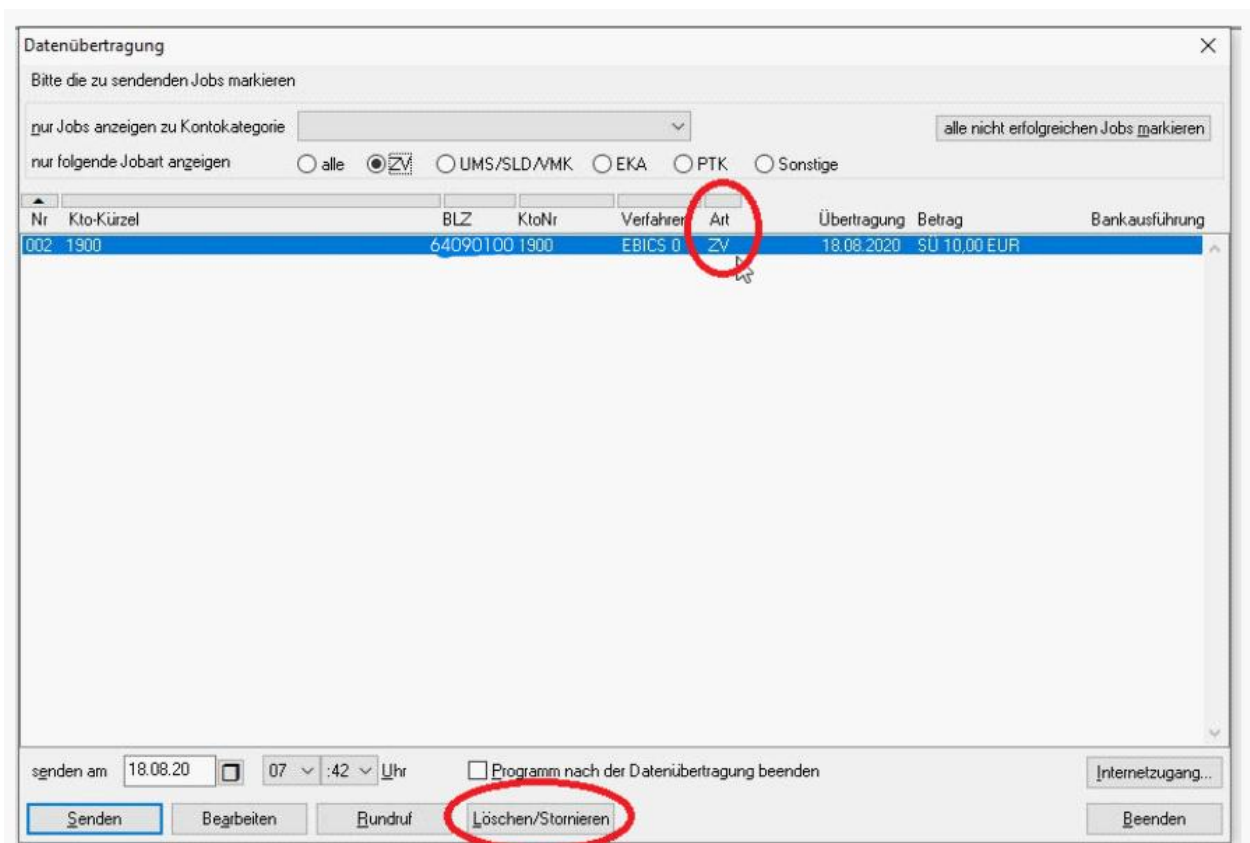 Datenübertragung
Bitte die zu sendenden Jobs markieren
nur Jobs anzeigen zu Kontokategorie alle nicht erfolgreichen Jobs markieren
nur folgende Jobart anzeigen alle ZV UMS/SLD/VMK EKA PTK Sonstige
Nr Kto-Kürzel BLZ KtoNr Verfahren Art Übertragung Betrag Bankausführung
002 1900 64090100 1900 EBICS 0 ZV 18.08.2020 SÜ 10,00 EUR
senden am 18.08.20 07 :42 Uhr Programm nach der Datenübertragung beenden Internetzugang...
Senden Bearbeiten Rundruf Löschen/Stornieren Beenden